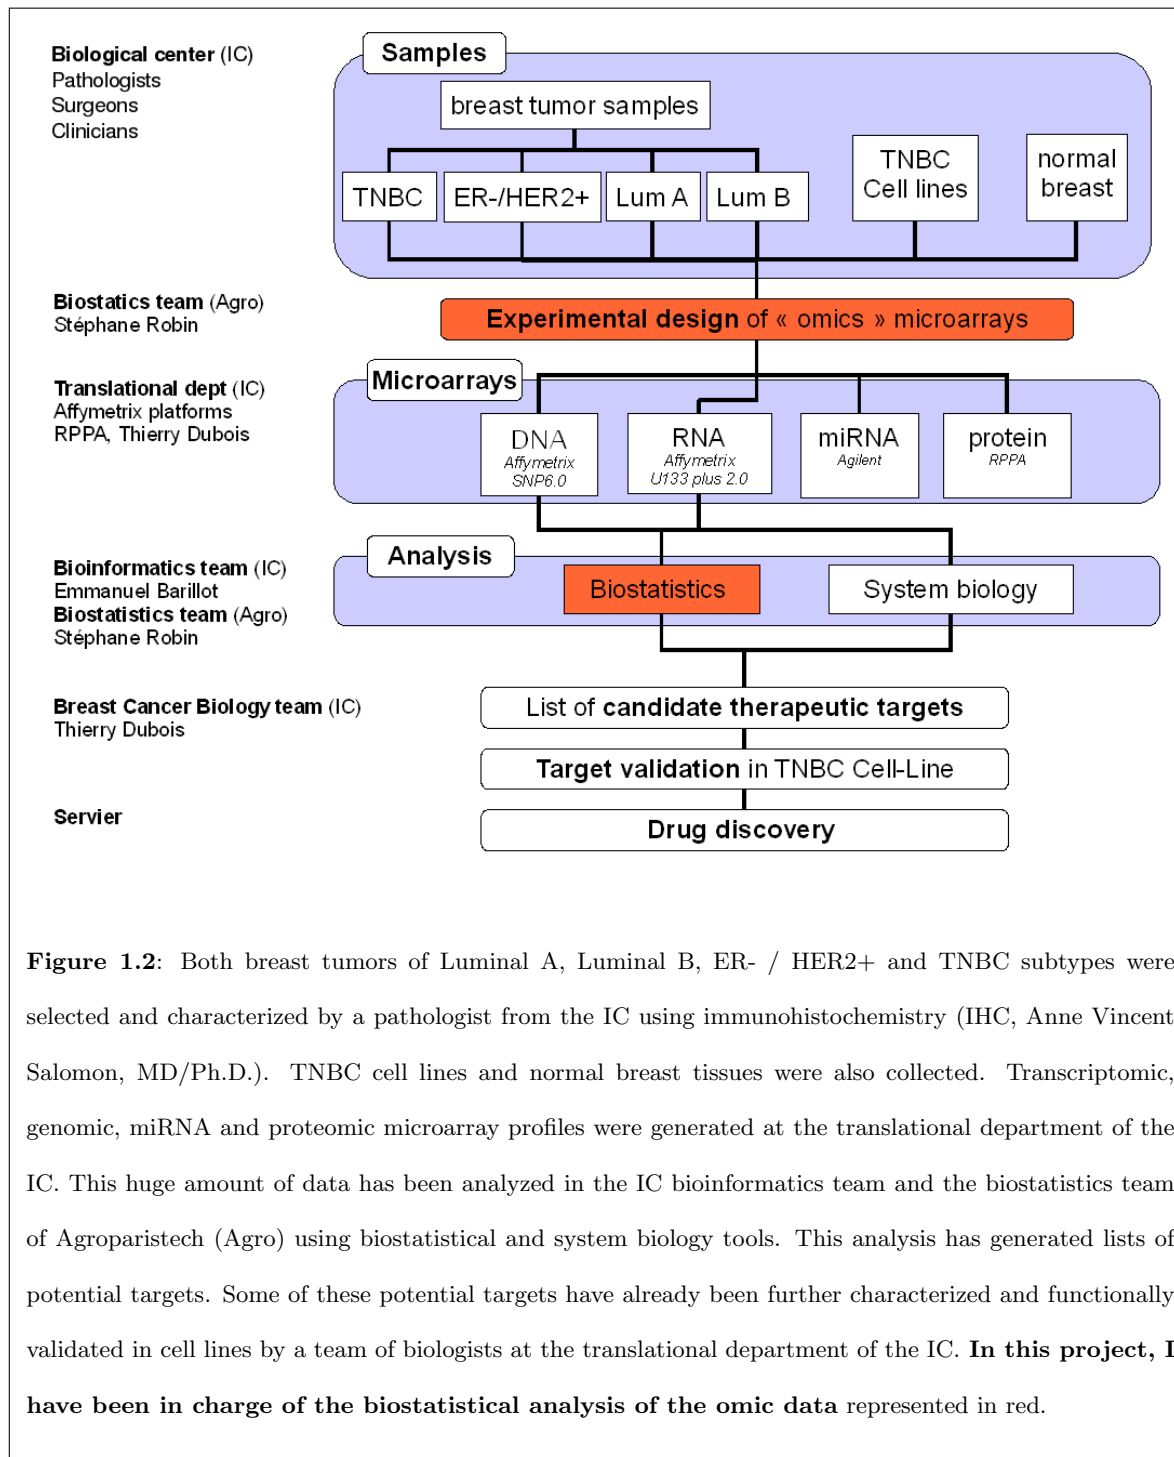 Biological center (IC)
Pathologists
Surgeons
Clinicians
Samples
breast tumor samples
TNBC
ER-/HER2+
Lum A
Lum B
TNBC
Cell lines
normal
breast
Biostatics team (Agro)
Stéphane Robin
Experimental design of « omics » microarrays
Translational dept (IC)
Affymetrix platforms
RPPA, Thierry Dubois
Microarrays
DNA
Affymetrix
SNP6.0
RNA
Affymetrix
U133 plus 2.0
miRNA
Agilent
protein
RPPA
Bioinformatics team (IC)
Emmanuel Barillot
Biostatistics team (Agro)
Stéphane Robin
Analysis
Biostatistics
System biology
Breast Cancer Biology team (IC)
Thierry Dubois
List of candidate therapeutic targets
Target validation in TNBC Cell-Line
Servier
Drug discovery
Figure 1.2: Both breast tumors of Luminal A, Luminal B, ER- / HER2+ and TNBC subtypes were
selected and characterized by a pathologist from the IC using immunohistochemistry (IHC, Anne Vincent
Salomon, MD/Ph.D.). TNBC cell lines and normal breast tissues were also collected. Transcriptomic,
genomic, miRNA and proteomic microarray profiles were generated at the translational department of the
IC. This huge amount of data has been analyzed in the IC bioinformatics team and the biostatistics team
of Agroparistech (Agro) using biostatistical and system biology tools. This analysis has generated lists of
potential targets. Some of these potential targets have already been further characterized and functionally
validated in cell lines by a team of biologists at the translational department of the IC. In this project, I
have been in charge of the biostatistical analysis of the omic data represented in red.